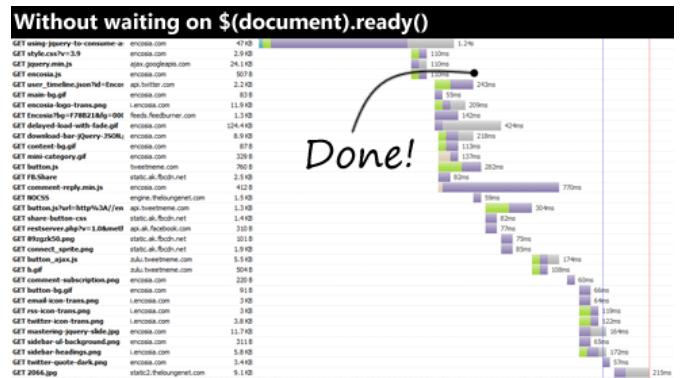 Without waiting on $(document).ready()
GET using-jquery-to-consume-a- encosia.com 47 KB 1.24s
GET style.css?v=3.9 encosia.com 2.9 KB 110ms
GET jquery.min.js ajax.googleapis.com 24.1 KB 110ms
GET encosia.js encosia.com 507 B 110ms
GET user_timeline.json?id=Encos api.twitter.com 2.2 KB 243ms
GET main-bg.gif encosia.com 83 B 55ms
GET encosia-logo-trans.png i.encosia.com 11.9 KB 209ms
GET Encosia?bg=F78B21&fg=000 feeds.feedburner.com 1.3 KB 142ms
GET delayed-load-with-fade.gif encosia.com 124.4 KB 424ms
GET download-bar-jQuery-JSON. encosia.com 8.9 KB 218ms
GET content-bg.gif encosia.com 87 B 113ms
GET mini-category.gif encosia.com 329 B 137ms
Done!
GET button.js tweetmeme.com 760 B 282ms
GET FB.Share static.ak.fbcdn.net 2.5 KB 82ms
GET comment-reply.min.js encosia.com 412 B 770ms
GET NOCSS engine.theloungenet.com 1.5 KB 59ms
GET button.js?url=http%3A//en api.tweetmeme.com 1.3 KB 304ms
GET share-button-css static.ak.fbcdn.net 1.4 KB 82ms
GET restserver.php?v=1.0&metl api.ak.facebook.com 310 B 77ms
GET 89zgzk50.png static.ak.fbcdn.net 101 B 75ms
GET connect_sprite.png static.ak.fbcdn.net 1.9 KB 85ms
GET button_ajax.js zulu.tweetmeme.com 5.5 KB 174ms
GET b.gif zulu.tweetmeme.com 504 B 108ms
GET comment-subscription.png encosia.com 220 B 60ms
GET button-bg.gif encosia.com 91 B 66ms
GET email-icon-trans.png i.encosia.com 3 KB 64ms
GET rss-icon-trans.png i.encosia.com 3 KB 119ms
GET twitter-icon-trans.png i.encosia.com 3.8 KB 122ms
GET mastering-jquery-slide.jpg encosia.com 11.7 KB 164ms
GET sidebar-ul-background.png encosia.com 311 B 63ms
GET sidebar-headings.png i.encosia.com 5.8 KB 172ms
GET twitter-quote-dark.png encosia.com 3.4 KB 57ms
GET 2066.jpg static2.theloungenet.com 9.1 KB 215ms